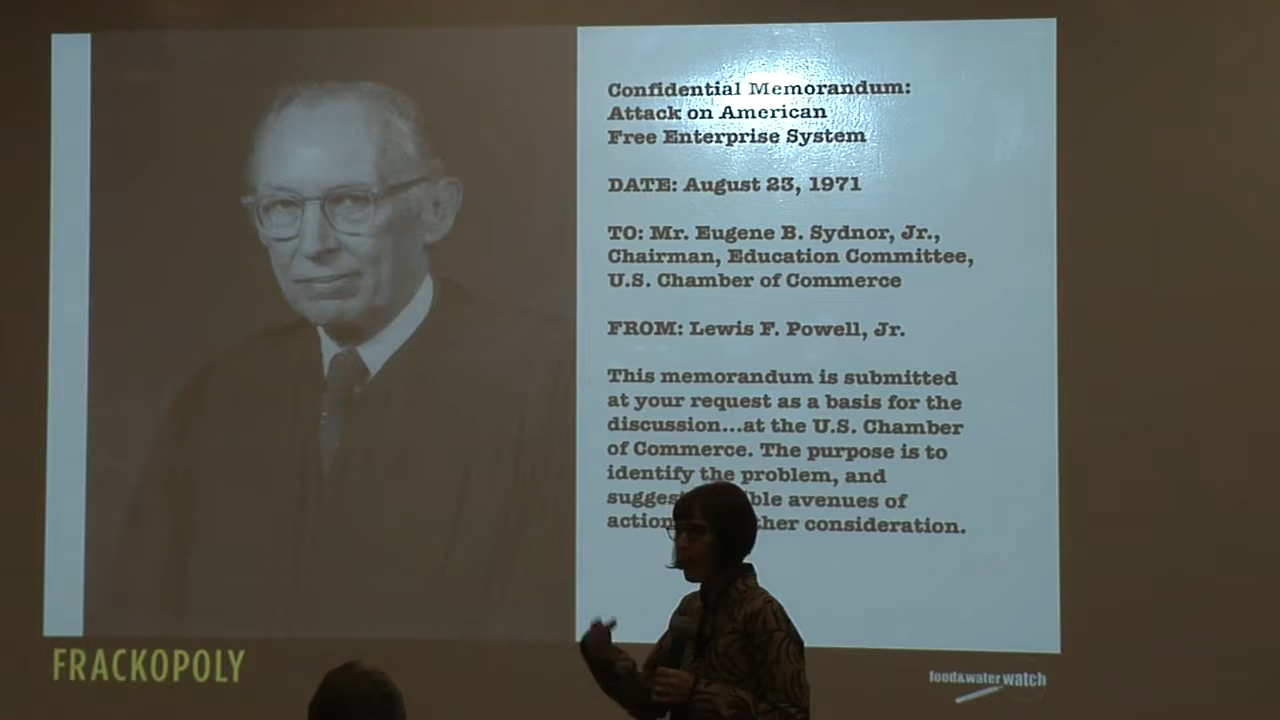 Confidential Memorandum:
Attack on American
Free Enterprise System
DATE: August 23, 1971
TO: Mr. Eugene B. Sydnor, Jr.,
Chairman, Education Committee,
U.S. Chamber of Commerce
FROM: Lewis F. Powell, Jr.
This memorandum is submitted
at your request as a basis for the
discussion...at the U.S. Chamber
of Commerce. The purpose is to
identify the problem, and
avenues of
consideration.
FRACKOPOLY
food&waterwatch